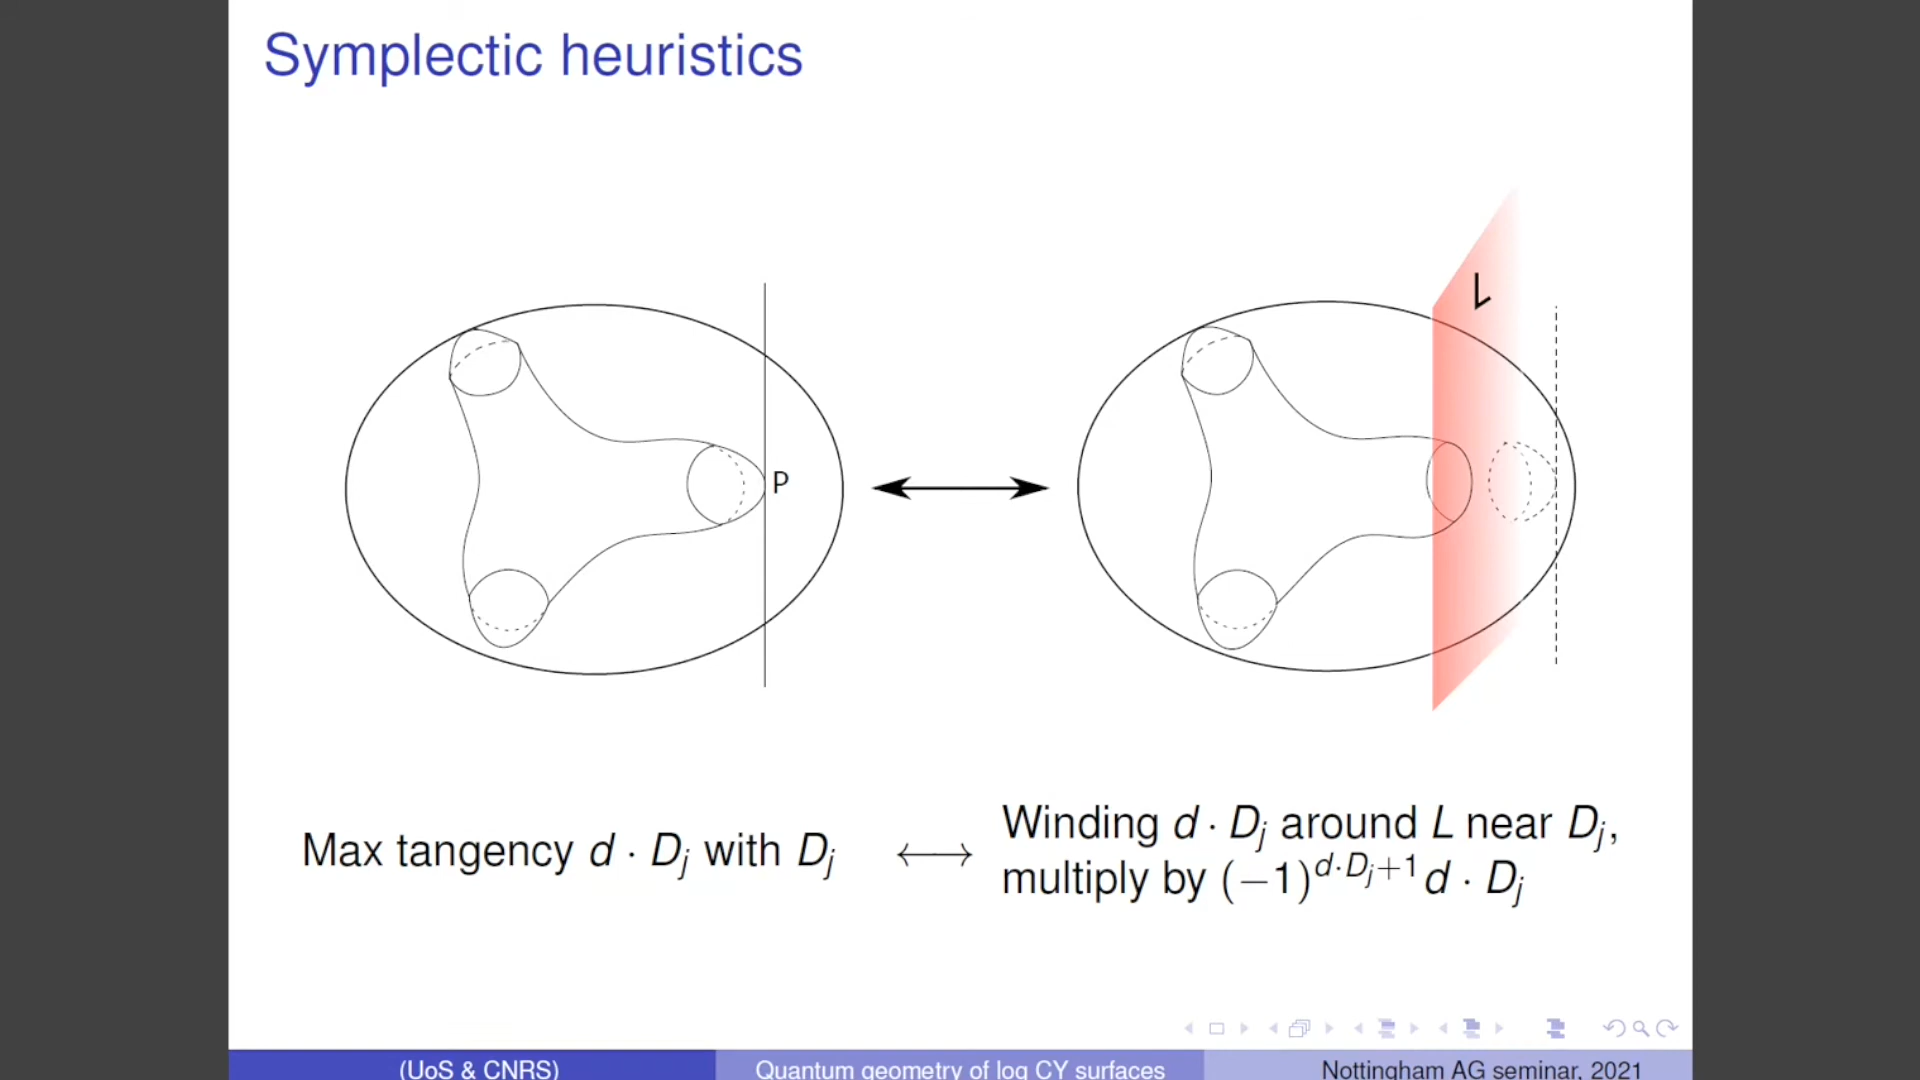 Symplectic heuristics
L
P
Max tangency d · D_j with D_j ⟷ Winding d · D_j around L near D_j,
multiply by (−1)^{d·D_j+1} d · D_j
(UoS & CNRS) Quantum geometry of log CY surfaces Nottingham AG seminar, 2021